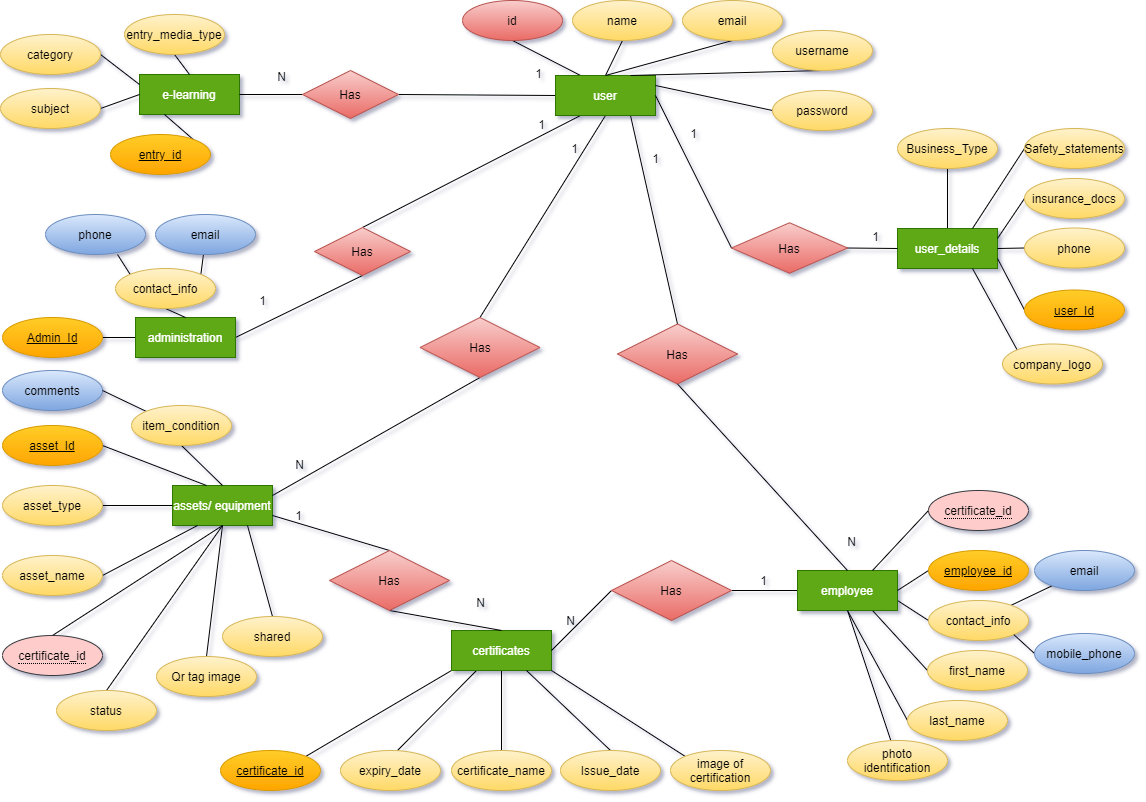 id
name
email
entry_media_type
category
username
N
1
e-learning
Has
user
subject
password
1
1
1
1
Business_Type
Safety_statements
entry_id
insurance_docs
phone
email
1
Has
user_details
phone
Has
contact_info
1
user_Id
Admin_Id
administration
Has
Has
company_logo
comments
item_condition
asset_Id
N
asset_type
assets/ equipment
1
certificate_id
N
asset_name
Has
employee_id
email
1
Has
employee
N
N
contact_info
shared
certificates
mobile_phone
certificate_id
Qr tag image
first_name
status
last_name
photo
identification
certificate_id
expiry_date
certificate_name
Issue_date
image of
certification